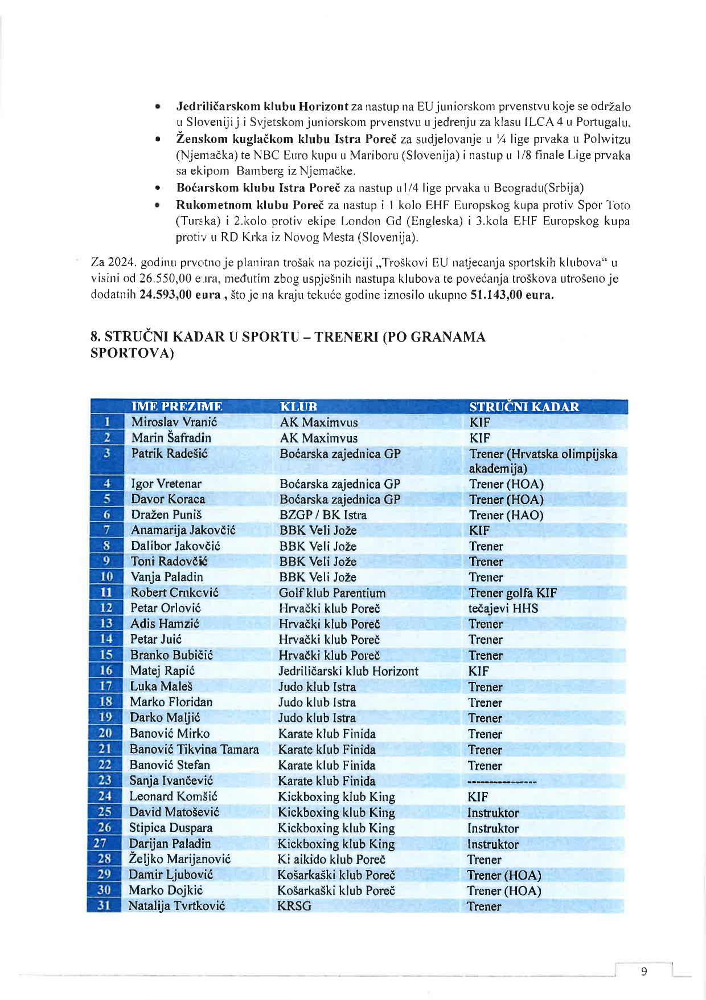 • Jedriličarskom klubu Horizont za nastup na EU juniorskom prvenstvu koje se održalo
u Sloveniji j i Svjetskom juniorskom prvenstvu u jedrenju za klasu ILCA 4 u Portugalu,
• Ženskom kuglačkom klubu Istra Poreč za sudjelovanje u ¼ lige prvaka u Polwitzu
(Njemačka) te NBC Euro kupu u Mariboru (Slovenija) i nastup u 1/8 finale Lige prvaka
sa ekipom Bamberg iz Njemačke.
• Boćarskom klubu Istra Poreč za nastup u1/4 lige prvaka u Beogradu(Srbija)
• Rukometnom klubu Poreč za nastup i 1 kolo EHF Europskog kupa protiv Spor Toto
(Turska) i 2.kolo protiv ekipe London Gd (Engleska) i 3.kola EHF Europskog kupa
protiv u RD Krka iz Novog Mesta (Slovenija).
Za 2024. godinu prvotno je planiran trošak na poziciji „Troškovi EU natjecanja sportskih klubova“ u
visini od 26.550,00 eura, međutim zbog uspješnih nastupa klubova te povećanja troškova utrošeno je
dodatnih 24.593,00 eura , što je na kraju tekuće godine iznosilo ukupno 51.143,00 eura.
8. STRUČNI KADAR U SPORTU – TRENERI (PO GRANAMA
SPORTOVA)
IME PREZIME KLUB STRUČNI KADAR
1 Miroslav Vranić AK Maximvus KIF
2 Marin Šafradin AK Maximvus KIF
3 Patrik Radešić Boćarska zajednica GP Trener (Hrvatska olimpijska
akademija)
4 Igor Vretenar Boćarska zajednica GP Trener (HOA)
5 Davor Koraca Boćarska zajednica GP Trener (HOA)
6 Dražen Puniš BZGP / BK Istra Trener (HAO)
7 Anamarija Jakovčić BBK Veli Jože KIF
8 Dalibor Jakovčić BBK Veli Jože Trener
9 Toni Radovčić BBK Veli Jože Trener
10 Vanja Paladin BBK Veli Jože Trener
11 Robert Crnković Golf klub Parentium Trener golfa KIF
12 Petar Orlović Hrvački klub Poreč tečajevi HHS
13 Adis Hamzić Hrvački klub Poreč Trener
14 Petar Juić Hrvački klub Poreč Trener
15 Branko Bubičić Hrvački klub Poreč Trener
16 Matej Rapić Jedriličarski klub Horizont KIF
17 Luka Maleš Judo klub Istra Trener
18 Marko Floridan Judo klub Istra Trener
19 Darko Maljić Judo klub Istra Trener
20 Banović Mirko Karate klub Finida Trener
21 Banović Tikvina Tamara Karate klub Finida Trener
22 Banović Stefan Karate klub Finida Trener
23 Sanja Ivančević Karate klub Finida ----------------
24 Leonard Komšić Kickboxing klub King KIF
25 David Matošević Kickboxing klub King Instruktor
26 Stipica Duspara Kickboxing klub King Instruktor
27 Darijan Paladin Kickboxing klub King Instruktor
28 Željko Marijanović Ki aikido klub Poreč Trener
29 Damir Ljubović Košarkaški klub Poreč Trener (HOA)
30 Marko Dojkić Košarkaški klub Poreč Trener (HOA)
31 Natalija Tvrtković KRSG Trener
9